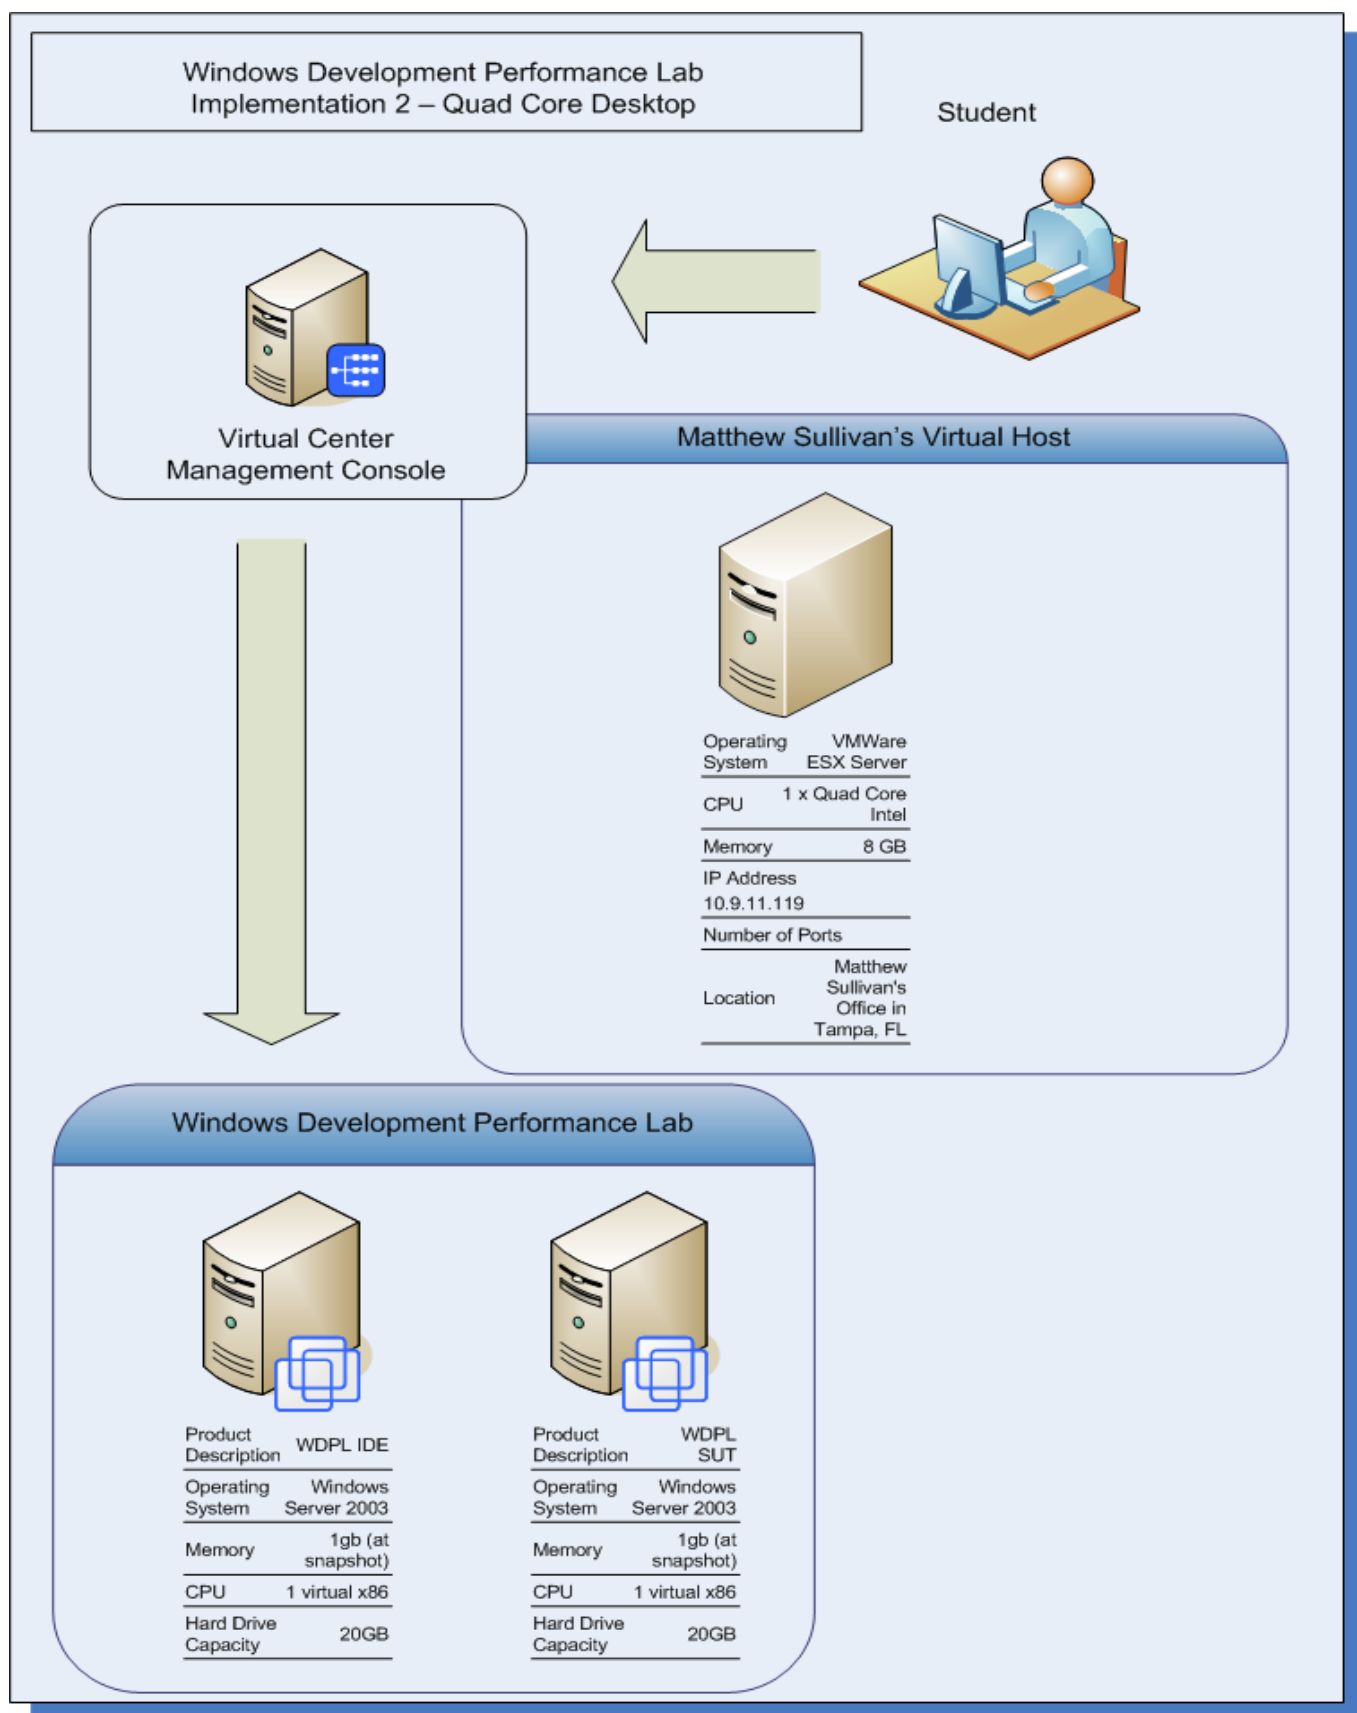 Windows Development Performance Lab
Implementation 2 – Quad Core Desktop
Student
Virtual Center
Management Console
Matthew Sullivan’s Virtual Host
Operating System VMWare ESX Server
CPU 1 x Quad Core Intel
Memory 8 GB
IP Address
10.9.11.119
Number of Ports
Location Matthew Sullivan's Office in Tampa, FL
Windows Development Performance Lab
Product Description WDPL IDE
Operating System Windows Server 2003
Memory 1gb (at snapshot)
CPU 1 virtual x86
Hard Drive Capacity 20GB
Product Description WDPL SUT
Operating System Windows Server 2003
Memory 1gb (at snapshot)
CPU 1 virtual x86
Hard Drive Capacity 20GB